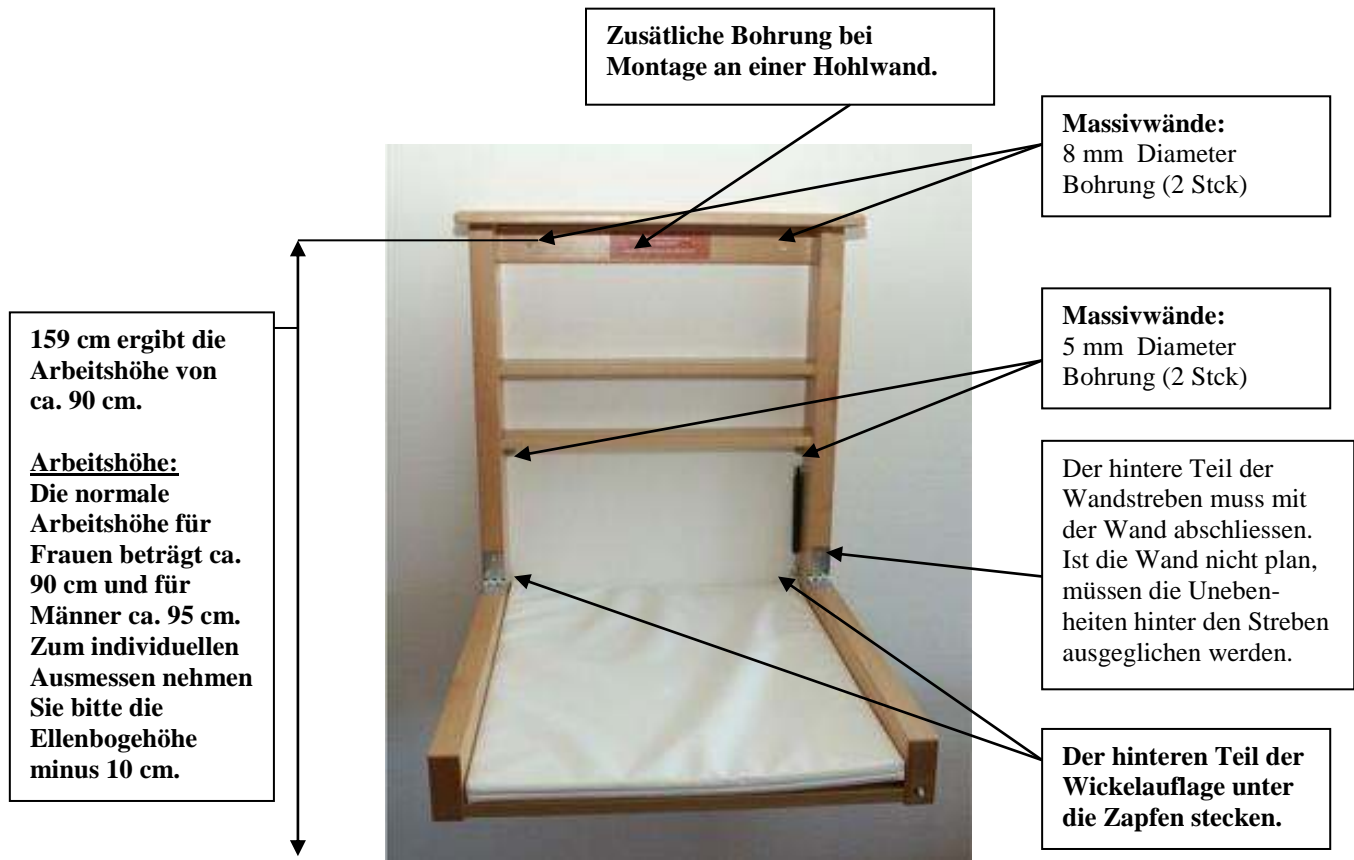 Zusätliche Bohrung bei
Montage an einer Hohlwand.
Massivwände:
8 mm  Diameter
Bohrung (2 Stck)
Massivwände:
5 mm  Diameter
Bohrung (2 Stck)
159 cm ergibt die
Arbeitshöhe von
ca. 90 cm.
Arbeitshöhe:
Die normale
Arbeitshöhe für
Frauen beträgt ca.
90 cm und für
Männer ca. 95 cm.
Zum individuellen
Ausmessen nehmen
Sie bitte die
Ellenbogehöhe
minus 10 cm.
Der hintere Teil der
Wandstreben muss mit
der Wand abschliessen.
Ist die Wand nicht plan,
müssen die Uneben-
heiten hinter den Streben
ausgeglichen werden.
Der hinteren Teil der
Wickelauflage unter
die Zapfen stecken.